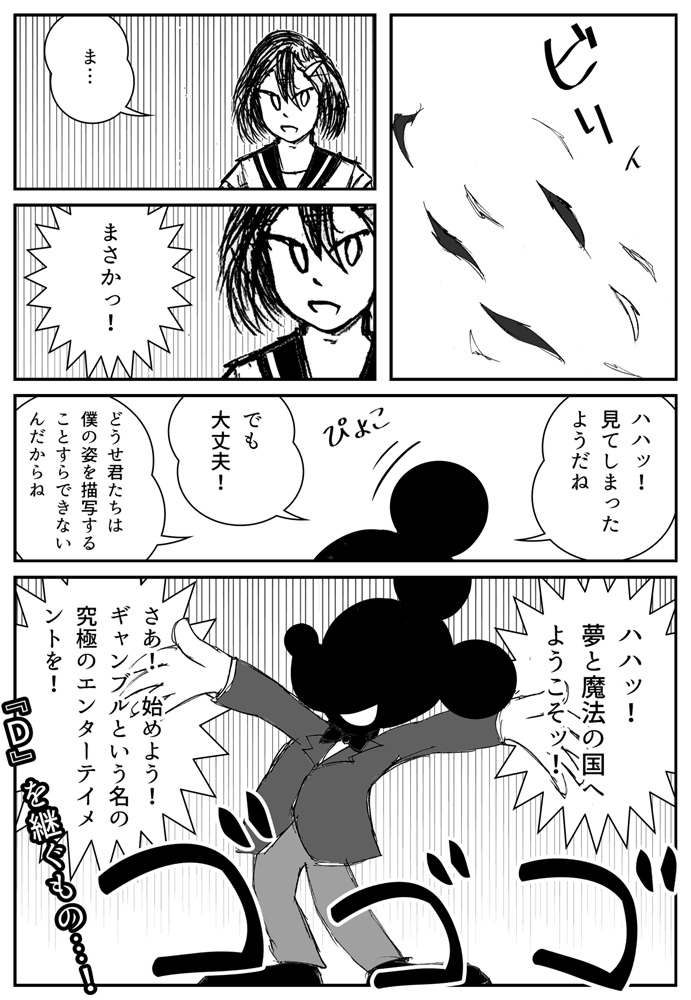 ビリッ
ま…
まさかっ！
ハハッ！
見てしまった
ようだね
ぴょこ
でも
大丈夫！
どうせ君たちは
僕の姿を描写する
ことすらできない
んだからね
ハハッ！
夢と魔法の国へ
ようこそッ！
さあ！　始めよう！
ギャンブルという名の
究極のエンターテイメ
ントを！
ゴゴゴ
『D』を継ぐもの…！